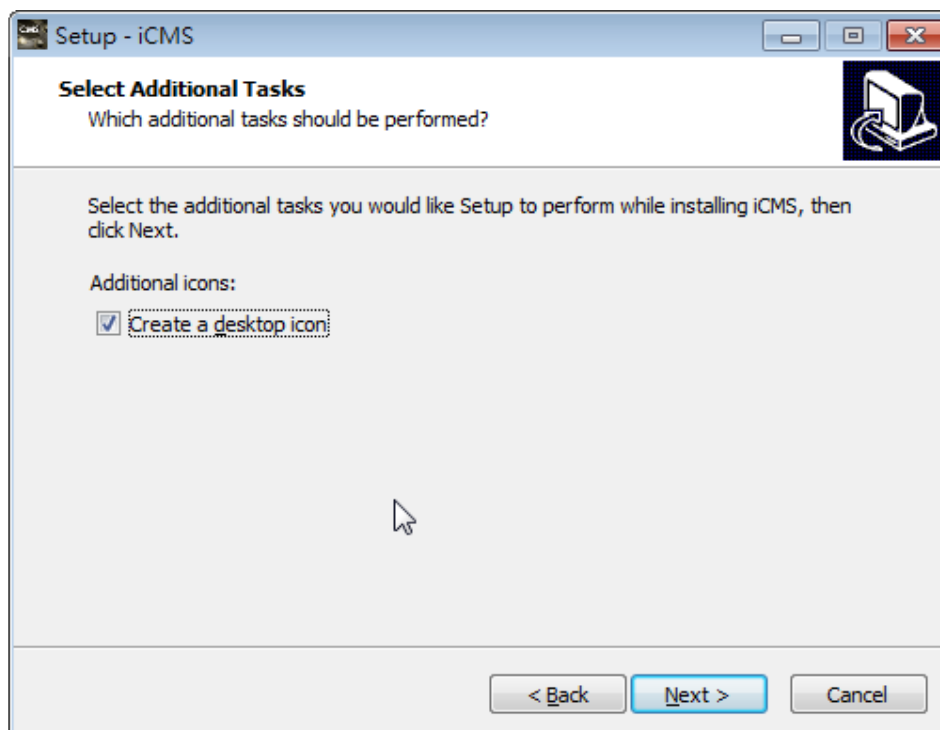 Setup - iCMS
Select Additional Tasks
Which additional tasks should be performed?
Select the additional tasks you would like Setup to perform while installing iCMS, then
click Next.
Additional icons:
Create a desktop icon
< Back
Next >
Cancel